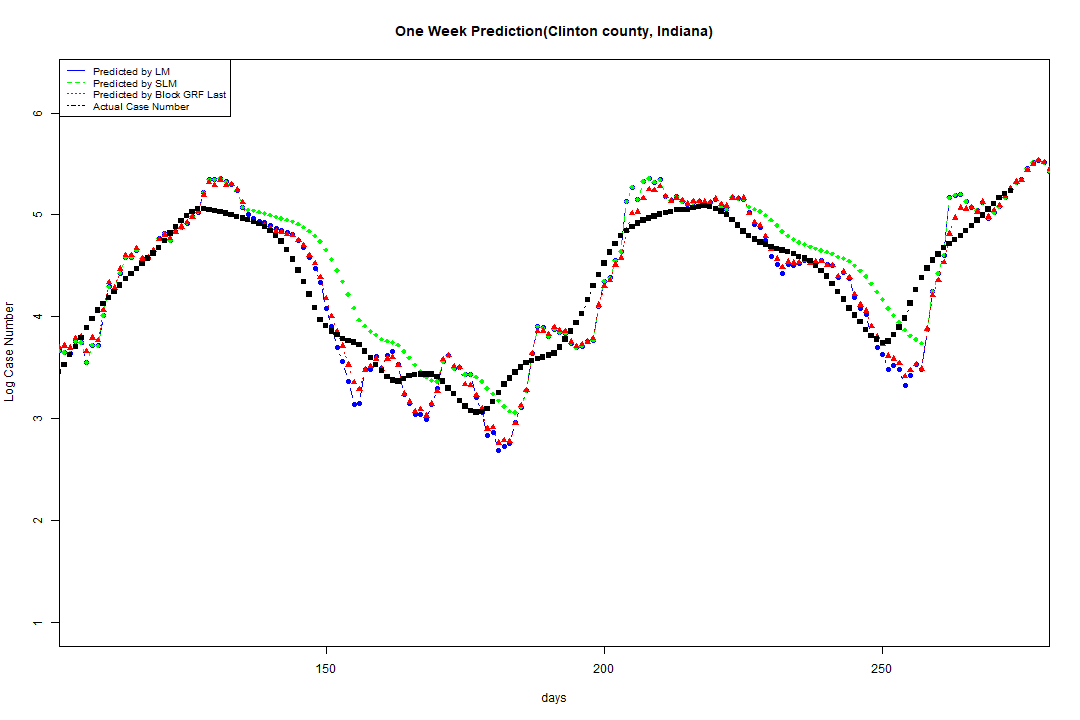 One Week Prediction(Clinton county, Indiana)
Predicted by LM
Predicted by SLM
Predicted by Block GRF Last
Actual Case Number
6
5
4
3
2
1
Log Case Number
150 200 250
days